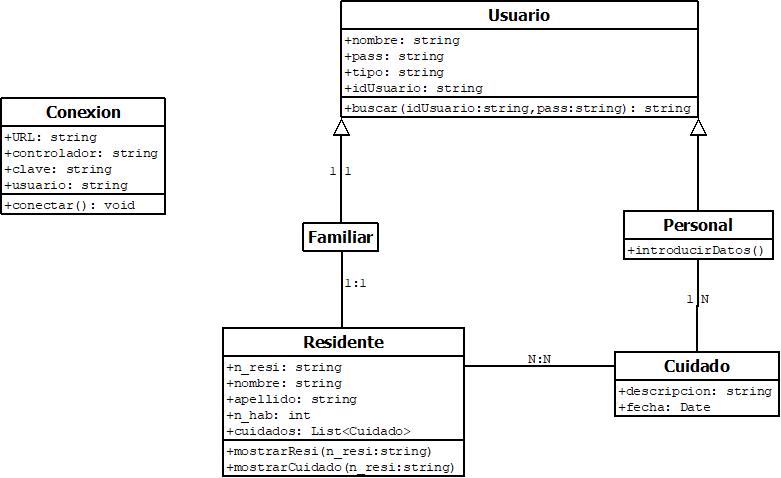 Usuario
+nombre: string
+pass: string
+tipo: string
+idUsuario: string
+buscar(idUsuario:string,pass:string): string
Conexion
+URL: string
+controlador: string
+clave: string
+usuario: string
+conectar(): void
1 1
Familiar
Personal
+introducirDatos()
1:1
1 N
Residente
+n_resi: string
+nombre: string
+apellido: string
+n_hab: int
+cuidados: List<Cuidado>
+mostrarResi(n_resi:string)
+mostrarCuidado(n_resi:string)
N:N
Cuidado
+descripcion: string
+fecha: Date